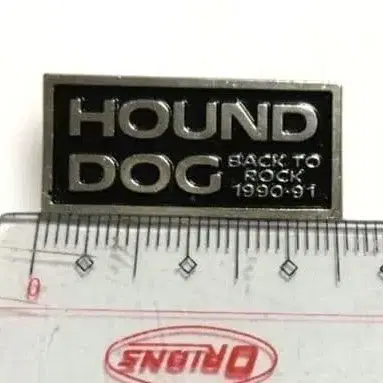 HOUND
DOG
BACK TO
ROCK
1990-91
0
ORIONS